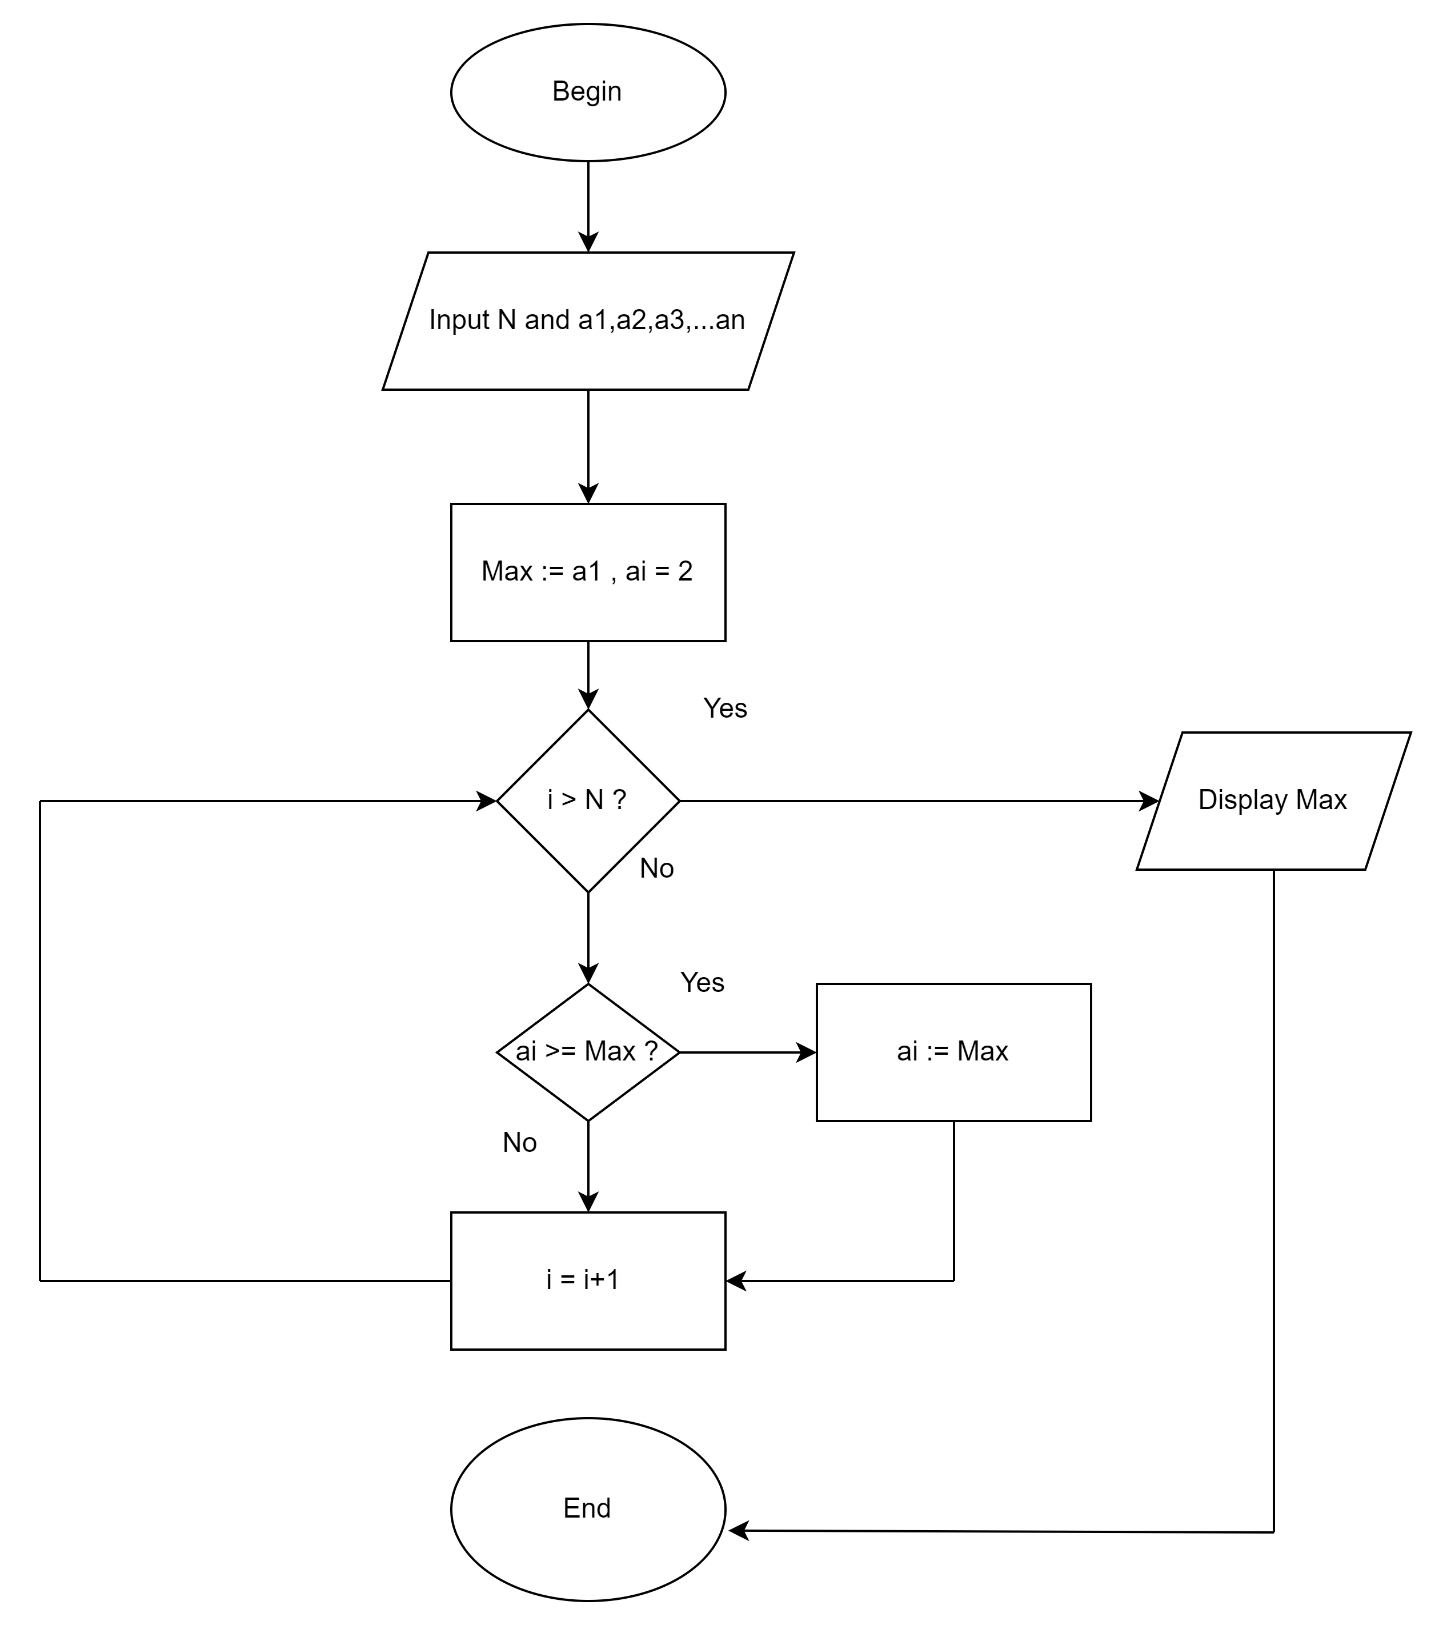 Begin
Input N and a1,a2,a3,...an
Max := a1 , ai = 2
Yes
i > N ?
Display Max
No
Yes
ai >= Max ?
ai := Max
No
i = i+1
End